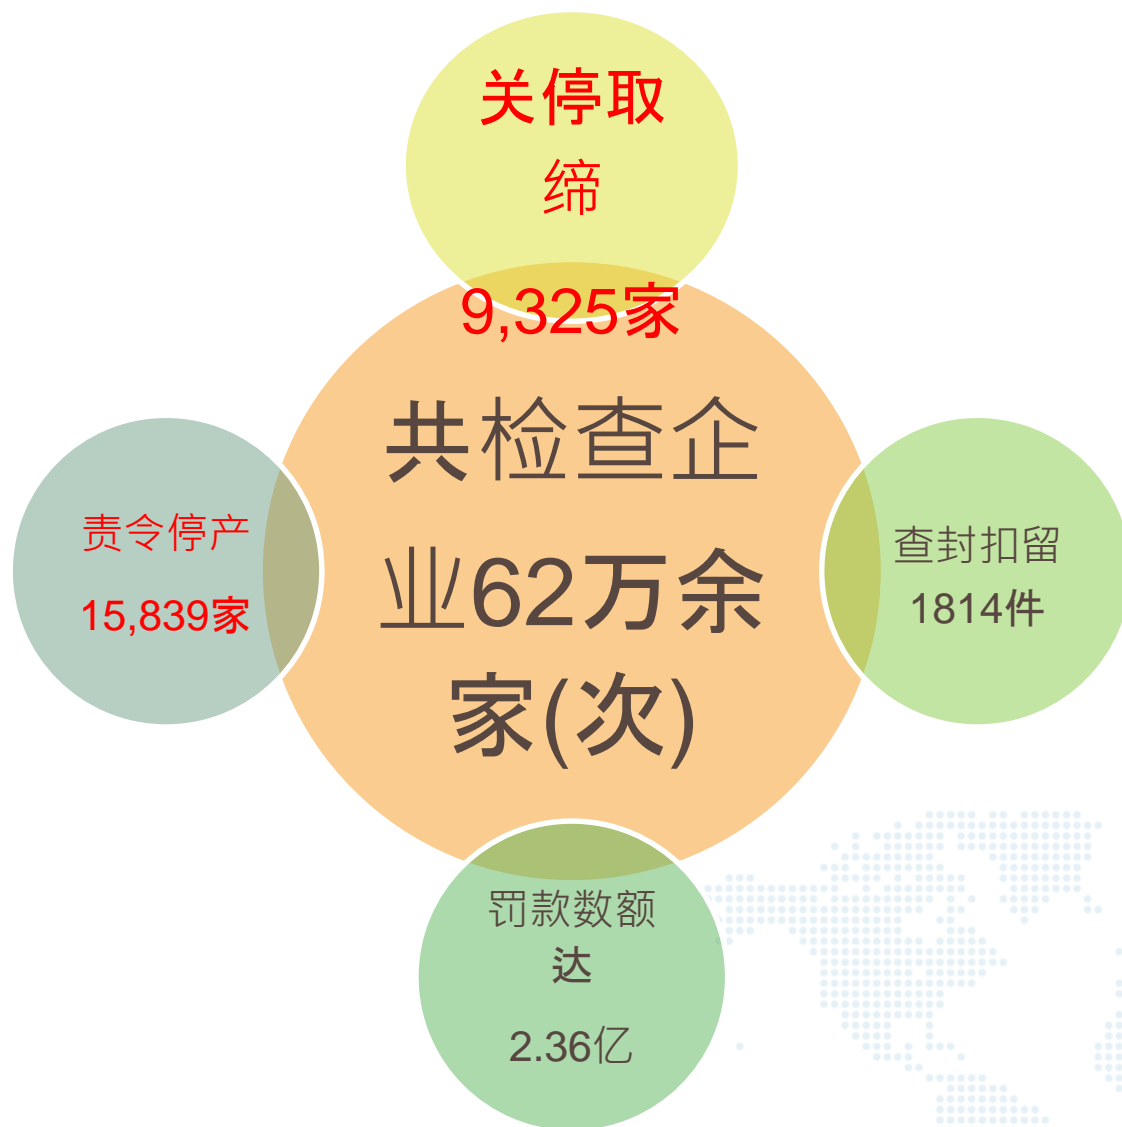 关停取
缔
9,325家
共检查企
业62万余
家(次)
责令停产
15,839家
查封扣留
1814件
罚款数额
达
2.36亿